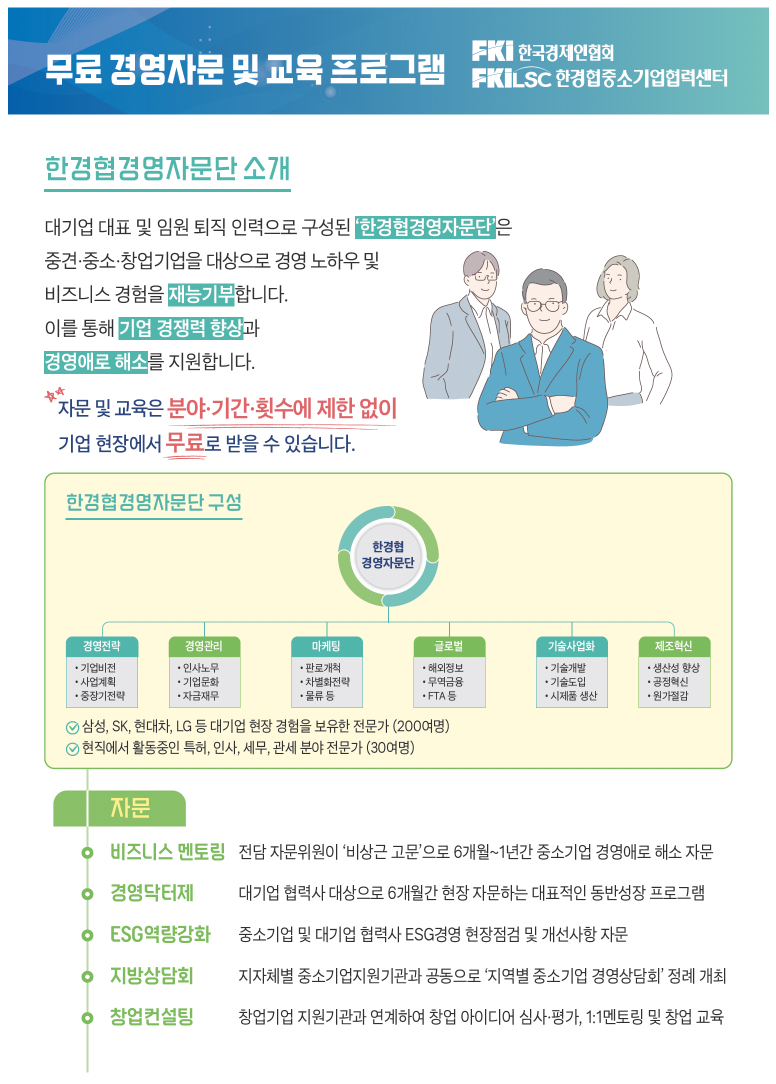 무료 경영자문 및 교육 프로그램
FKI 한국경제인협회
FKI LSC 한경협중소기업협력센터
한경협경영자문단 소개
대기업 대표 및 임원 퇴직 인력으로 구성된 '한경협경영자문단'은
중견·중소·창업기업을 대상으로 경영 노하우 및
비즈니스 경험을 재능기부합니다.
이를 통해 기업 경쟁력 향상과
경영애로 해소를 지원합니다.
자문 및 교육은 분야·기간·횟수에 제한 없이
기업 현장에서 무료로 받을 수 있습니다.
한경협경영자문단 구성
한경협
경영자문단
경영전략
• 기업비전
• 사업계획
• 중장기전략
경영관리
• 인사노무
• 기업문화
• 자금재무
마케팅
• 판로개척
• 차별화전략
• 물류 등
글로벌
• 해외정보
• 무역금융
• FTA 등
기술사업화
• 기술개발
• 기술도입
• 시제품 생산
제조혁신
• 생산성 향상
• 공정혁신
• 원가절감
삼성, SK, 현대차, LG 등 대기업 현장 경험을 보유한 전문가 (200여명)
현직에서 활동중인 특허, 인사, 세무, 관세 분야 전문가 (30여명)
자문
비즈니스 멘토링 전담 자문위원이 '비상근 고문'으로 6개월~1년간 중소기업 경영애로 해소 자문
경영닥터제 대기업 협력사 대상으로 6개월간 현장 자문하는 대표적인 동반성장 프로그램
ESG역량강화 중소기업 및 대기업 협력사 ESG경영 현장점검 및 개선사항 자문
지방상담회 지자체별 중소기업지원기관과 공동으로 '지역별 중소기업 경영상담회' 정례 개최
창업컨설팅 창업기업 지원기관과 연계하여 창업 아이디어 심사·평가, 1:1멘토링 및 창업 교육